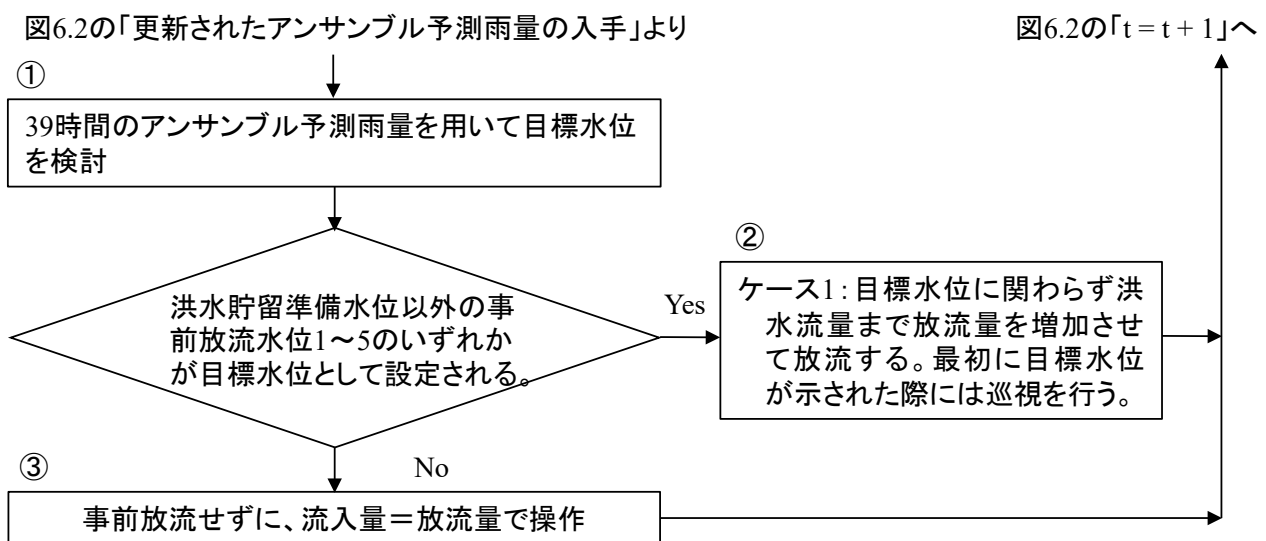 図6.2の「更新されたアンサンブル予測雨量の入手」より
図6.2の「t = t + 1」へ
①
39時間のアンサンブル予測雨量を用いて目標水位
を検討
②
洪水貯留準備水位以外の事
前放流水位1~5のいずれか
が目標水位として設定される。
Yes
ケース1:目標水位に関わらず洪
水流量まで放流量を増加させ
て放流する。最初に目標水位
が示された際には巡視を行う。
③
No
事前放流せずに、流入量=放流量で操作